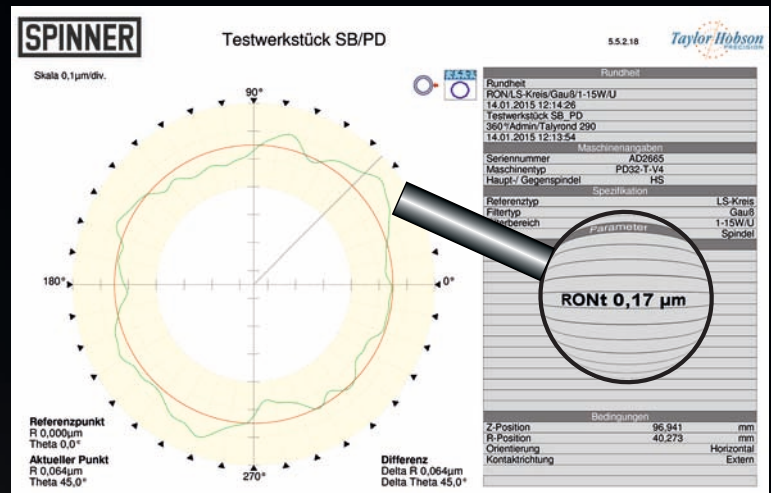 SPINNER
Testwerkstück SB/PD
5.5.2.18
Taylor Hobson
PRECISION
Skala 0,1µm/div.
90°
180°
0°
270°
Rundheit
Rundheit
RON/LS-Kreis/Gauß/1-15W/U
14.01.2015 12:14:26
Testwerkstück SB_PD
360°/Admin/Talyrond 290
14.01.2015 12:13:54
Maschinenangaben
Seriennummer AD2665
Maschinentyp PD32-T-V4
Haupt-/ Gegenspindel HS
Spezifikation
Referenztyp LS-Kreis
Filtertyp Gauß
1-15W/U
Parameter Spindel
RONt 0,17 µm
Bedingungen
Z-Position 96,941 mm
R-Position 40,273 mm
Orientierung Horizontal
Kontaktrichtung Extern
Referenzpunkt
R 0,000µm
Theta 0,0°
Aktueller Punkt
R 0,064µm
Theta 45,0°
Differenz
Delta R 0,064µm
Delta Theta 45,0°